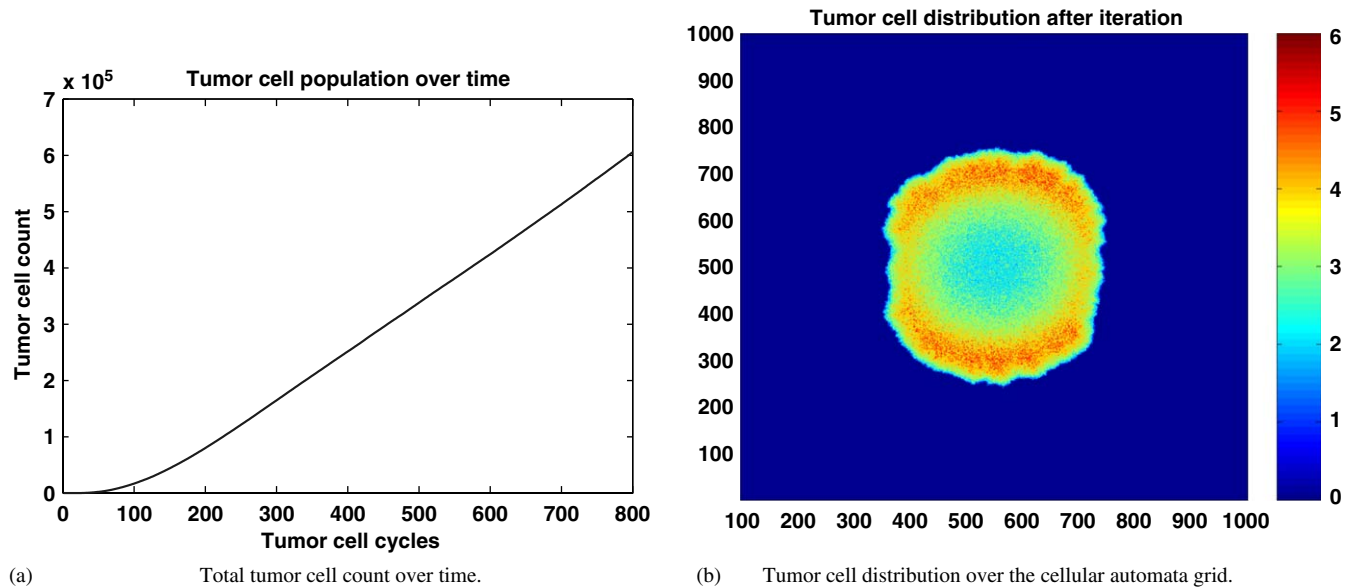 Tumor cell population over time
x 10⁵
7
6
5
4
3
2
1
0
Tumor cell count
0 100 200 300 400 500 600 700 800
Tumor cell cycles
(a) Total tumor cell count over time.
Tumor cell distribution after iteration
1000
900
800
700
600
500
400
300
200
100
100 200 300 400 500 600 700 800 900 1000
6
5
4
3
2
1
0
(b) Tumor cell distribution over the cellular automata grid.